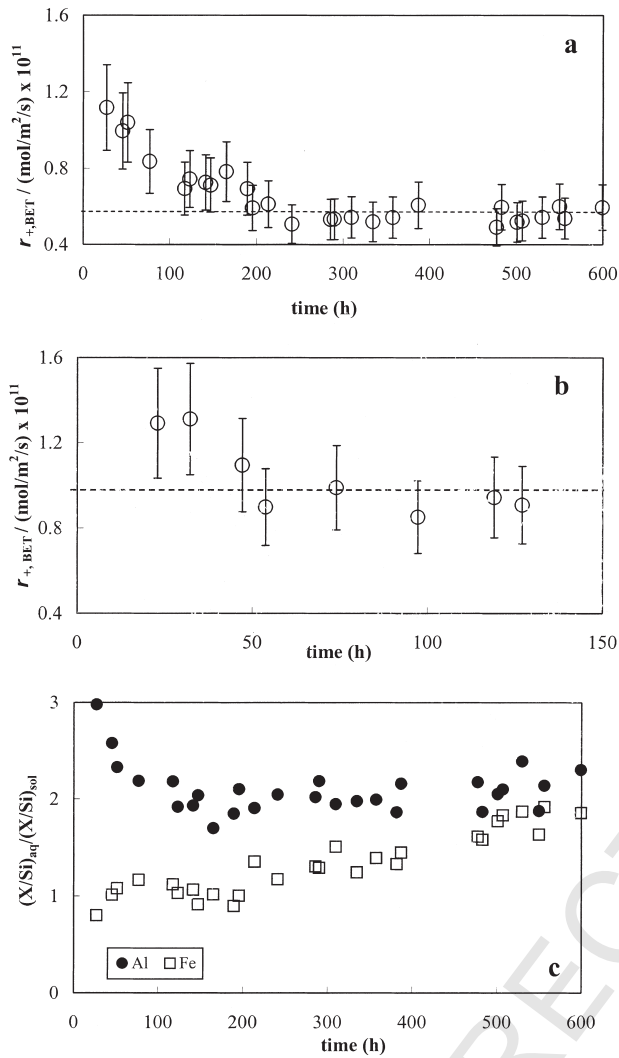 a
r+,BET / (mol/m²/s) x 10¹¹
1.6
1.2
0.8
0.4
0 100 200 300 400 500 600
time (h)
b
r+,BET / (mol/m²/s) x 10¹¹
1.6
1.2
0.8
0.4
0 50 100 150
time (h)
(X/Si)aq/(X/Si)sol
3
2
1
0
Al Fe
c
0 100 200 300 400 500 600
time (h)
RECT